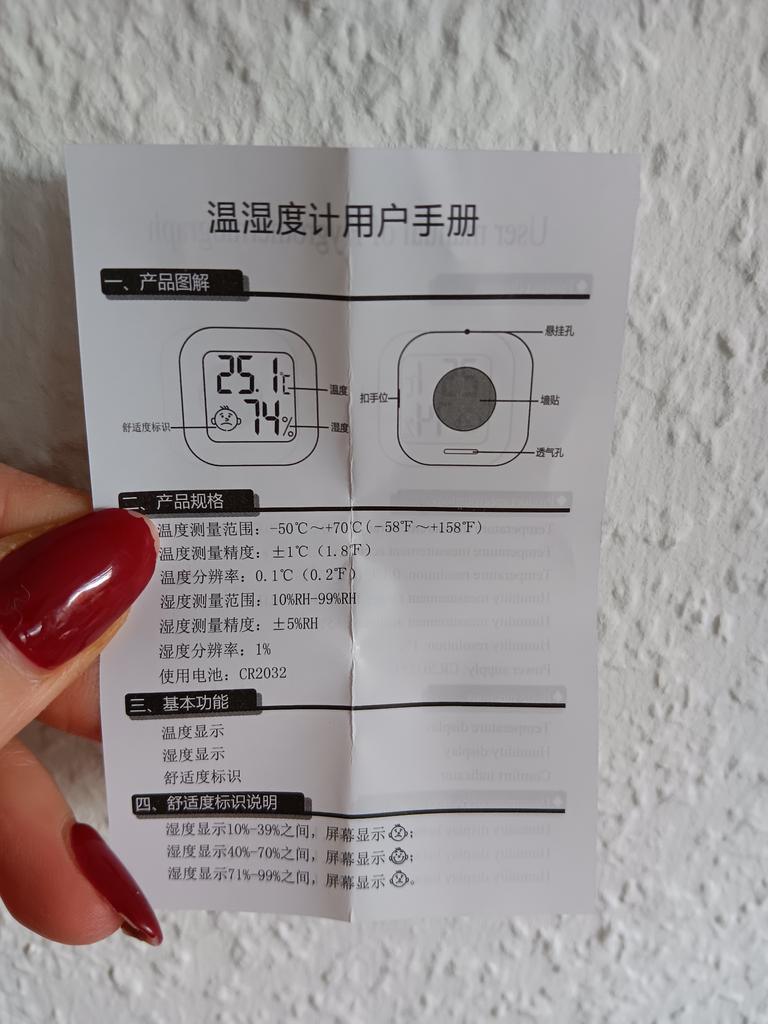 温湿度计用户手册
一、产品图解
25.1℃
74%
温度
湿度
舒适度标识
悬挂孔
扣手位
墙贴
透气孔
二、产品规格
温度测量范围：-50℃～+70℃(-58℉～+158℉)
温度测量精度：±1℃（1.8℉）
温度分辨率：0.1℃（0.2℉）
湿度测量范围：10%RH-99%RH
湿度测量精度：±5%RH
湿度分辨率：1%
使用电池：CR2032
三、基本功能
温度显示
湿度显示
舒适度标识
四、舒适度标识说明
湿度显示10%-39%之间，屏幕显示；
湿度显示40%-70%之间，屏幕显示；
湿度显示71%-99%之间，屏幕显示。